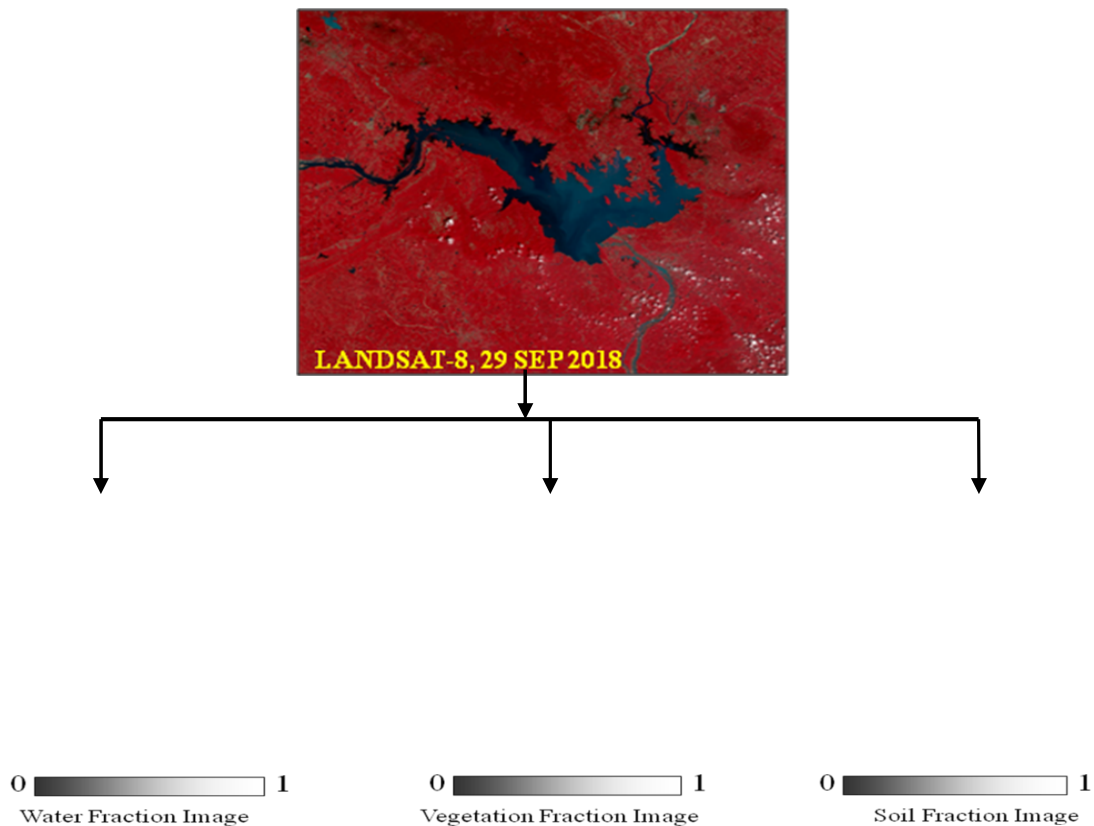 LANDSAT-8, 29 SEP 2018
0 1
Water Fraction Image
0 1
Vegetation Fraction Image
0 1
Soil Fraction Image